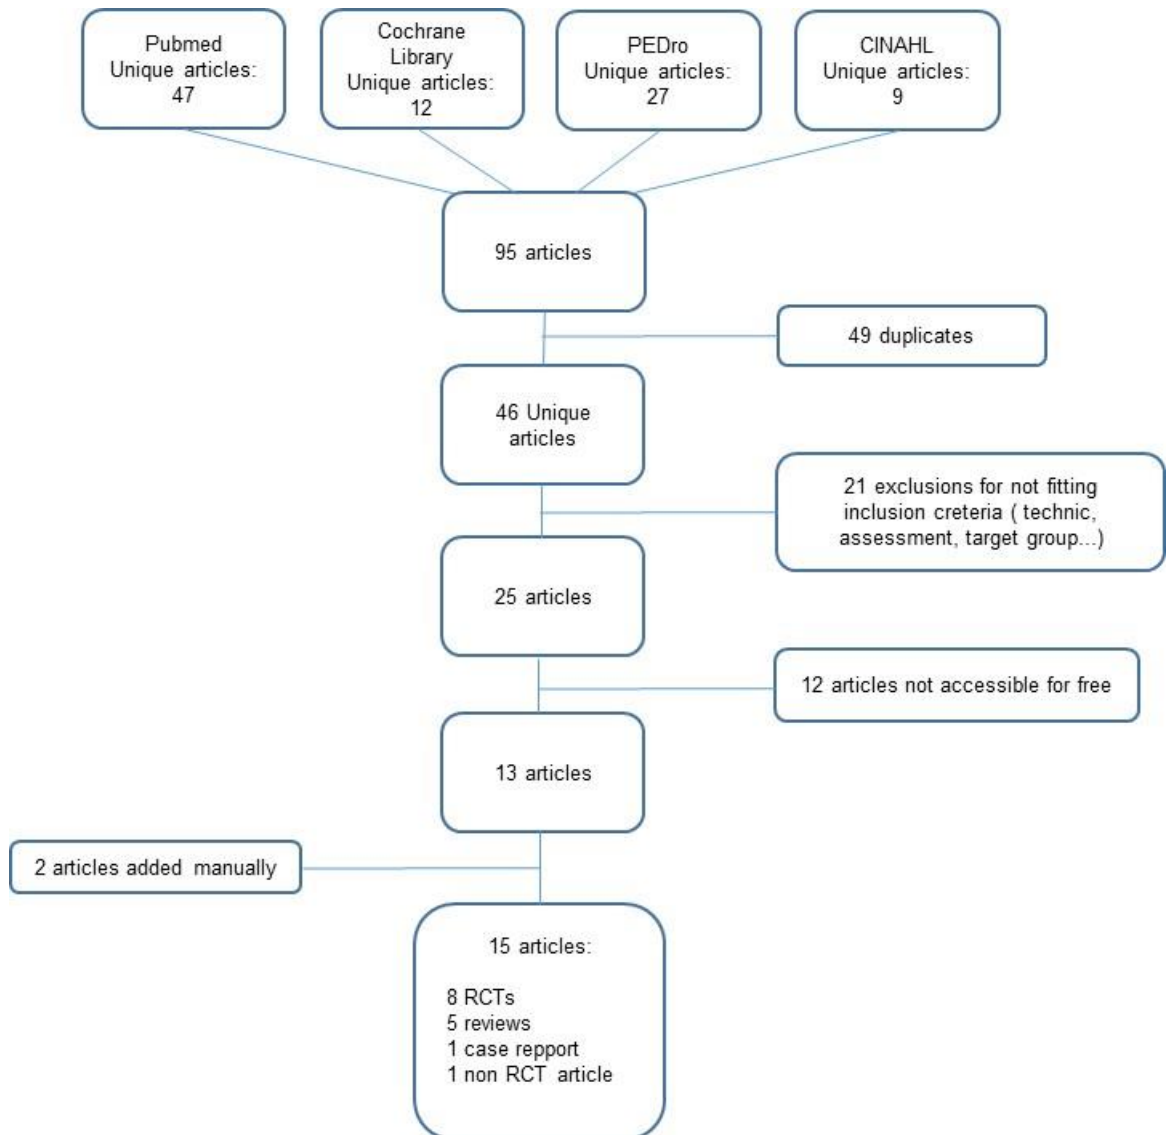 Pubmed
Unique articles:
47
Cochrane
Library
Unique articles:
12
PEDro
Unique articles:
27
CINAHL
Unique articles:
9
95 articles
49 duplicates
46 Unique
articles
21 exclusions for not fitting
inclusion creteria ( technic,
assessment, target group...)
25 articles
12 articles not accessible for free
13 articles
2 articles added manually
15 articles:
8 RCTs
5 reviews
1 case repport
1 non RCT article